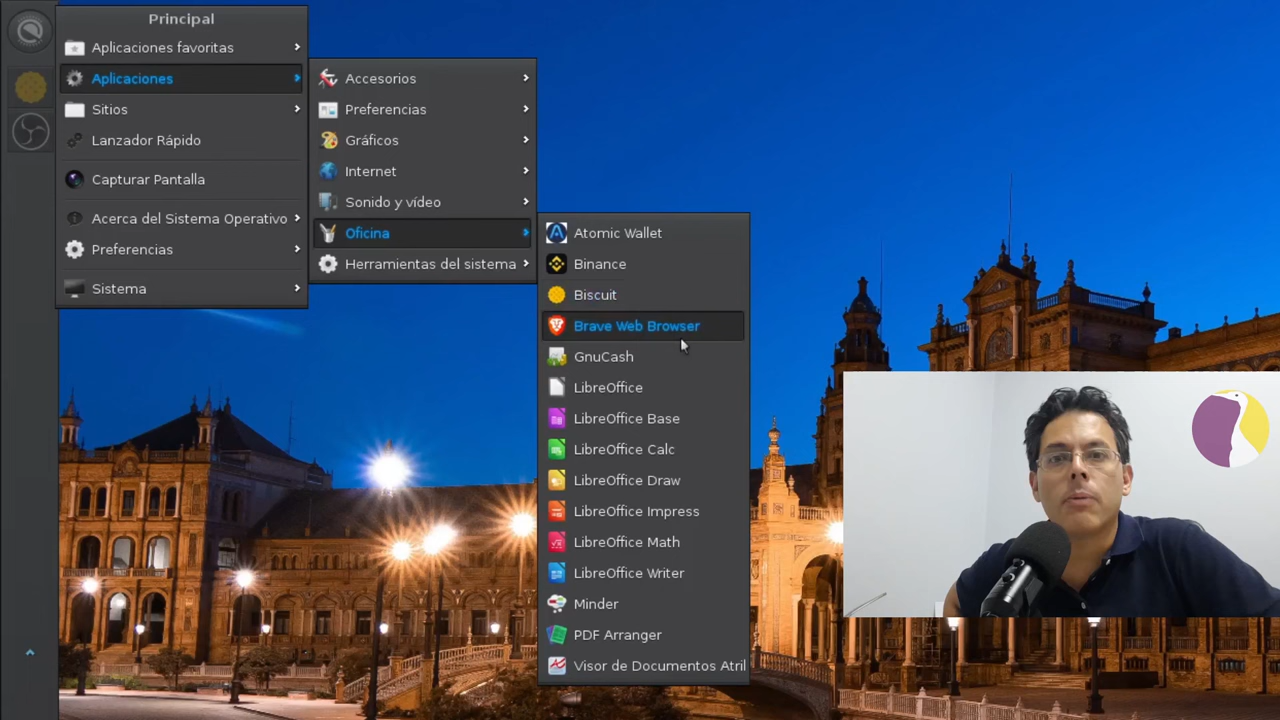 Principal
Aplicaciones favoritas
Aplicaciones
Sitios
Lanzador Rápido
Capturar Pantalla
Acerca del Sistema Operativo
Preferencias
Sistema
Accesorios
Preferencias
Gráficos
Internet
Sonido y vídeo
Oficina
Herramientas del sistema
Atomic Wallet
Binance
Biscuit
Brave Web Browser
GnuCash
LibreOffice
LibreOffice Base
LibreOffice Calc
LibreOffice Draw
LibreOffice Impress
LibreOffice Math
LibreOffice Writer
Minder
PDF Arranger
Visor de Documentos Atril